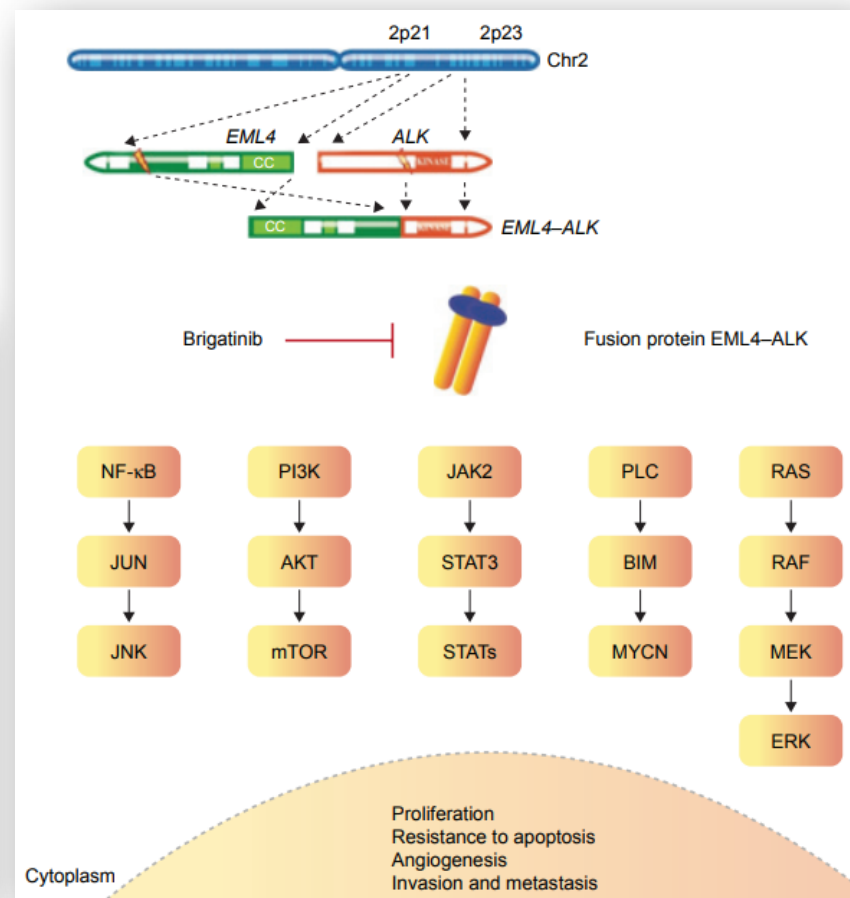 2p21 2p23
Chr2
EML4 ALK
CC KINASE
CC KINASE EML4–ALK
Brigatinib Fusion protein EML4–ALK
NF-κB PI3K JAK2 PLC RAS
JUN AKT STAT3 BIM RAF
JNK mTOR STATs MYCN MEK
ERK
Proliferation
Resistance to apoptosis
Angiogenesis
Cytoplasm Invasion and metastasis